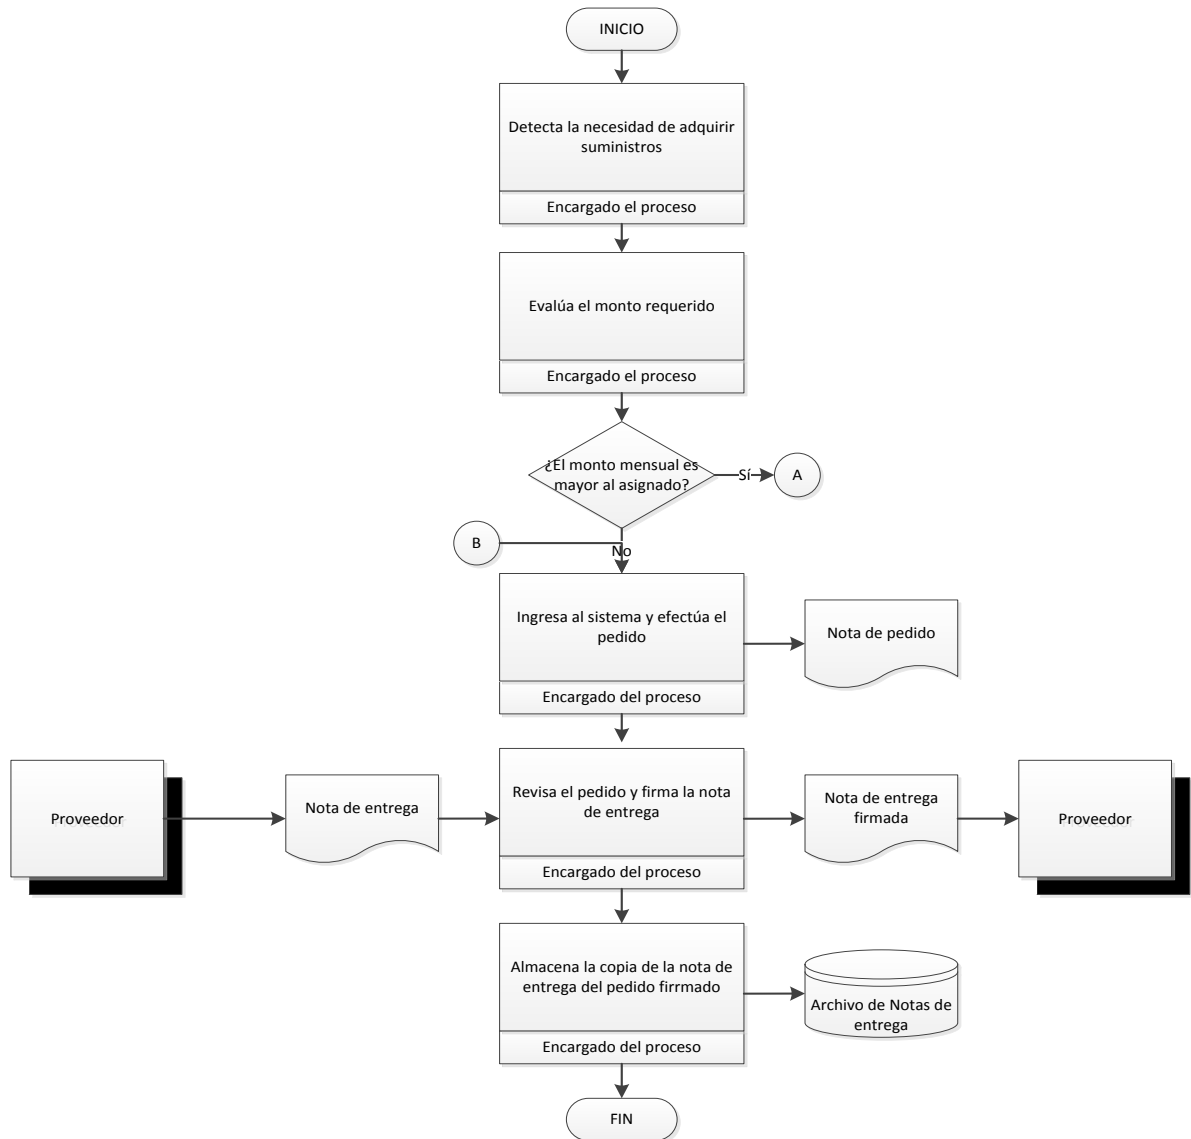 INICIO
Detecta la necesidad de adquirir
suministros
Encargado el proceso
Evalúa el monto requerido
Encargado el proceso
¿El monto mensual es
mayor al asignado?
Sí
A
B
No
Ingresa al sistema y efectúa el
pedido
Encargado del proceso
Nota de pedido
Proveedor
Nota de entrega
Revisa el pedido y firma la nota
de entrega
Encargado del proceso
Nota de entrega
firmada
Proveedor
Almacena la copia de la nota de
entrega del pedido firrmado
Encargado del proceso
Archivo de Notas de
entrega
FIN